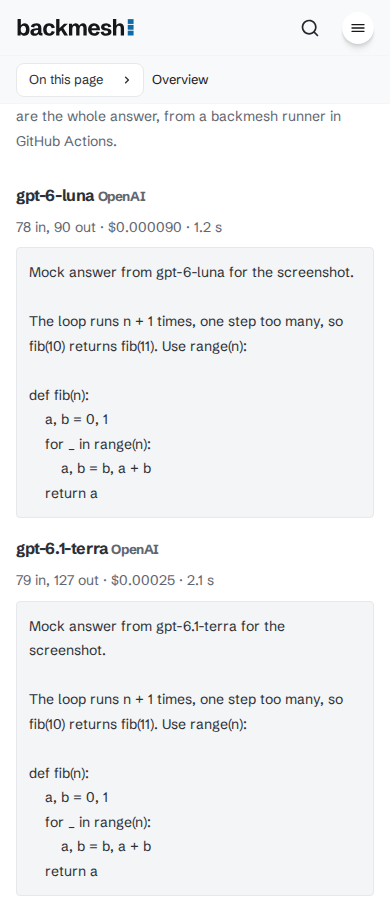 backmesh
On this page
Overview
are the whole answer, from a backmesh runner in
GitHub Actions.
gpt-6-luna OpenAI
78 in, 90 out · $0.000090 · 1.2 s
Mock answer from gpt-6-luna for the screenshot.
The loop runs n + 1 times, one step too many, so
fib(10) returns fib(11). Use range(n):
def fib(n):
    a, b = 0, 1
    for _ in range(n):
        a, b = b, a + b
    return a
gpt-6.1-terra OpenAI
79 in, 127 out · $0.00025 · 2.1 s
Mock answer from gpt-6.1-terra for the
screenshot.
The loop runs n + 1 times, one step too many, so
fib(10) returns fib(11). Use range(n):
def fib(n):
    a, b = 0, 1
    for _ in range(n):
        a, b = b, a + b
    return a